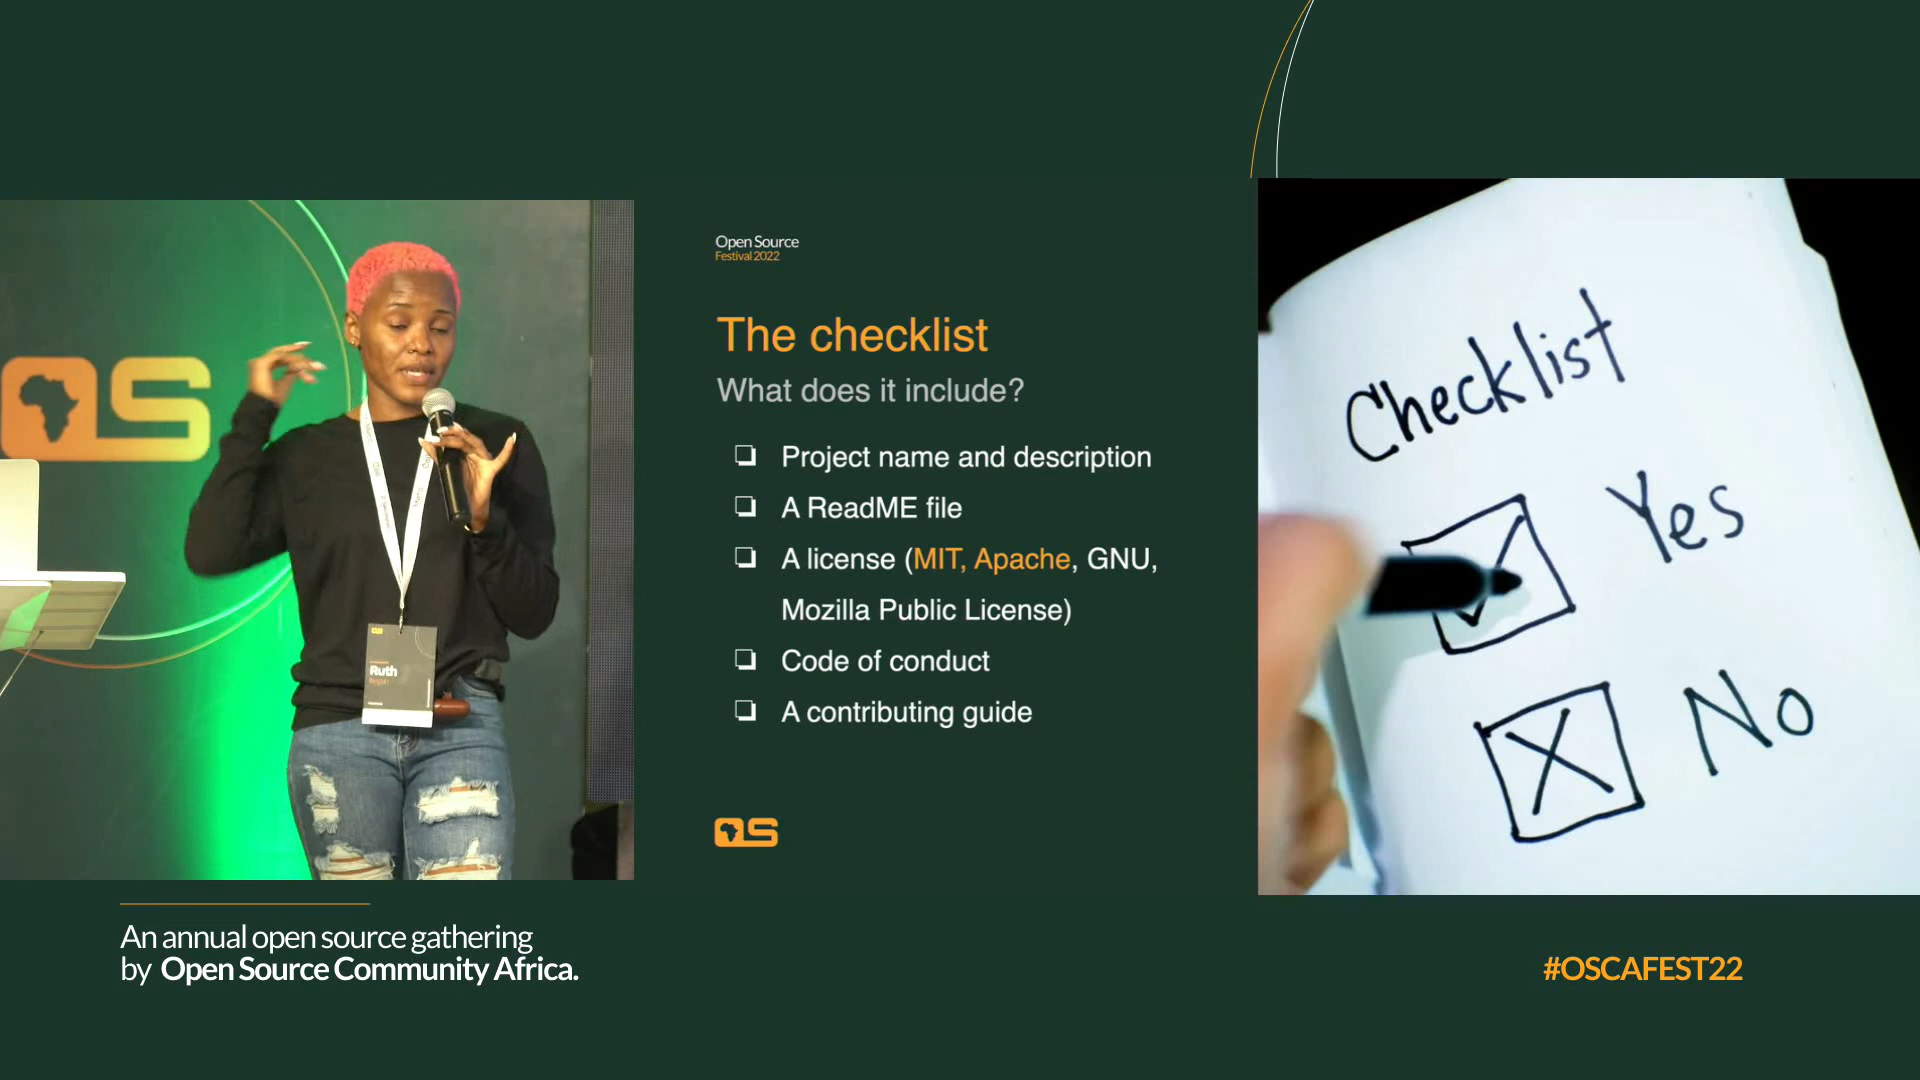 OS
Ruth
Open Source
Festival 2022
The checklist
What does it include?
❏ Project name and description
❏ A ReadME file
❏ A license (MIT, Apache, GNU,
Mozilla Public License)
❏ Code of conduct
❏ A contributing guide
OS
Checklist
Yes
No
An annual open source gathering
by Open Source Community Africa.
#OSCAFEST22